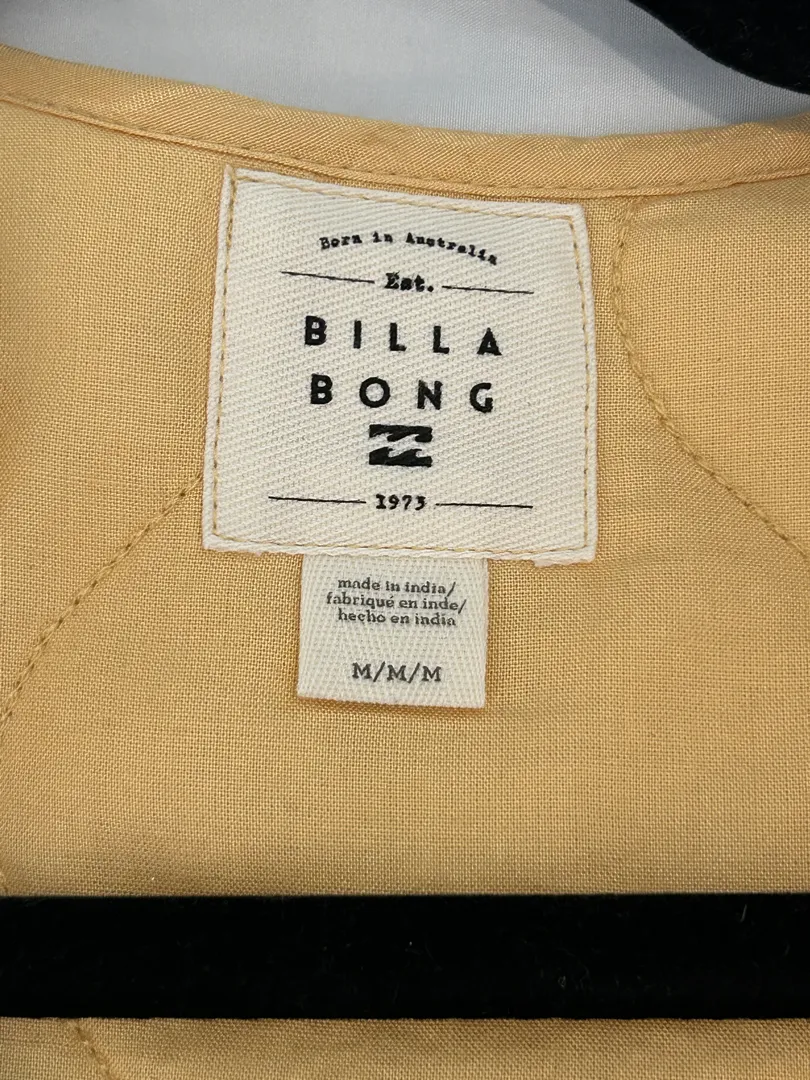 Born in Australia
Est.
BILLA
BONG
1973
made in india/
fabriqué en inde/
hecho en india
M/M/M